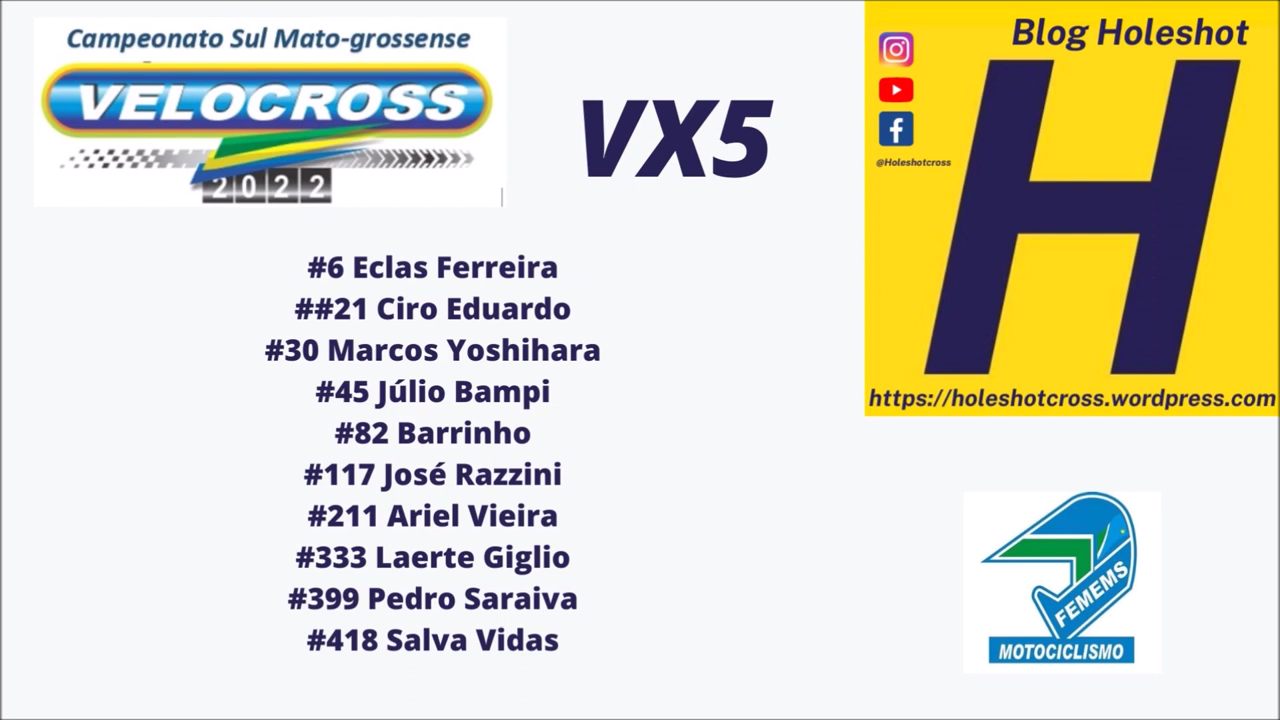 Campeonato Sul Mato-grossense
VELOCROSS
2022
VX5
Blog Holeshot
@Holeshotcross
H
https://holeshotcross.wordpress.com
#6 Eclas Ferreira
##21 Ciro Eduardo
#30 Marcos Yoshihara
#45 Júlio Bampi
#82 Barrinho
#117 José Razzini
#211 Ariel Vieira
#333 Laerte Giglio
#399 Pedro Saraiva
#418 Salva Vidas
FEMEMS
MOTOCICLISMO